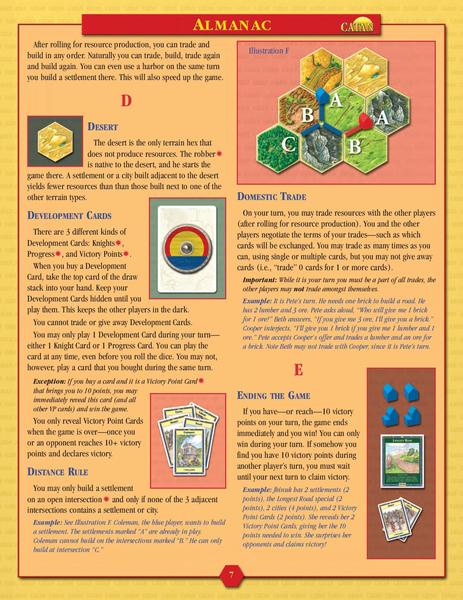 ALMANAC
CATAN
After rolling for resource production, you can trade and
build in any order. Naturally you can trade, build, trade again
and build again. You can even use a harbor on the same turn
you build a settlement there. This will also speed up the game.
D
DESERT
The desert is the only terrain hex that
does not produce resources. The robber
is native to the desert, and he starts the
game there. A settlement or a city built adjacent to the desert
yields fewer resources than than those built next to one of the
other terrain types.
DEVELOPMENT CARDS
There are 3 different kinds of
Development Cards: Knights,
Progress, and Victory Points.
When you buy a Development
Card, take the top card of the draw
stack into your hand. Keep your
Development Cards hidden until you
play them. This keeps the other players in the dark.
You cannot trade or give away Development Cards.
You may only play 1 Development Card during your turn—
either 1 Knight Card or 1 Progress Card. You can play the
card at any time, even before you roll the dice. You may not,
however, play a card that you bought during the same turn.
Exception: If you buy a card and it is a Victory Point Card
that brings you to 10 points, you may
immediately reveal this card (and all
other VP cards) and win the game.
You only reveal Victory Point Cards
when the game is over—once you
or an opponent reaches 10+ victory
points and declares victory.
DISTANCE RULE
You may only build a settlement
on an open intersection and only if none of the 3 adjacent
intersections contains a settlement or city.
Example: See Illustration F. Coleman, the blue player, wants to build
a settlement. The settlements marked "A" are already in play.
Coleman cannot build on the intersections marked "B." He can only
build at intersection "C."
Illustration F
A
B
A
C
B
DOMESTIC TRADE
On your turn, you may trade resources with the other players
(after rolling for resource production). You and the other
players negotiate the terms of your trades—such as which
cards will be exchanged. You may trade as many times as you
can, using single or multiple cards, but you may not give away
cards (i.e., "trade" 0 cards for 1 or more cards).
Important: While it is your turn you must be a part of all trades, the
other players may not trade amongst themselves.
Example: It is Pete's turn. He needs one brick to build a road. He
has 2 lumber and 3 ore. Pete asks aloud, "Who will give me 1 brick
for 1 ore?" Beth answers, "If you give me 3 ore, I'll give you a brick."
Cooper interjects, "I'll give you 1 brick if you give me 1 lumber and 1
ore." Pete accepts Cooper's offer and trades a lumber and an ore for
a brick. Note Beth may not trade with Cooper, since it is Pete's turn.
E
ENDING THE GAME
If you have—or reach—10 victory
points on your turn, the game ends
immediately and you win! You can only
win during your turn. If somehow you
find you have 10 victory points during
another player's turn, you must wait
until your next turn to claim victory.
Example: Jhinuk has 2 settlements (2
points), the Longest Road special (2
points), 2 cities (4 points), and 2 Victory
Point Cards (2 points). She reveals her 2
Victory Point Cards, giving her the 10
points needed to win. She surprises her
opponents and claims victory!
7